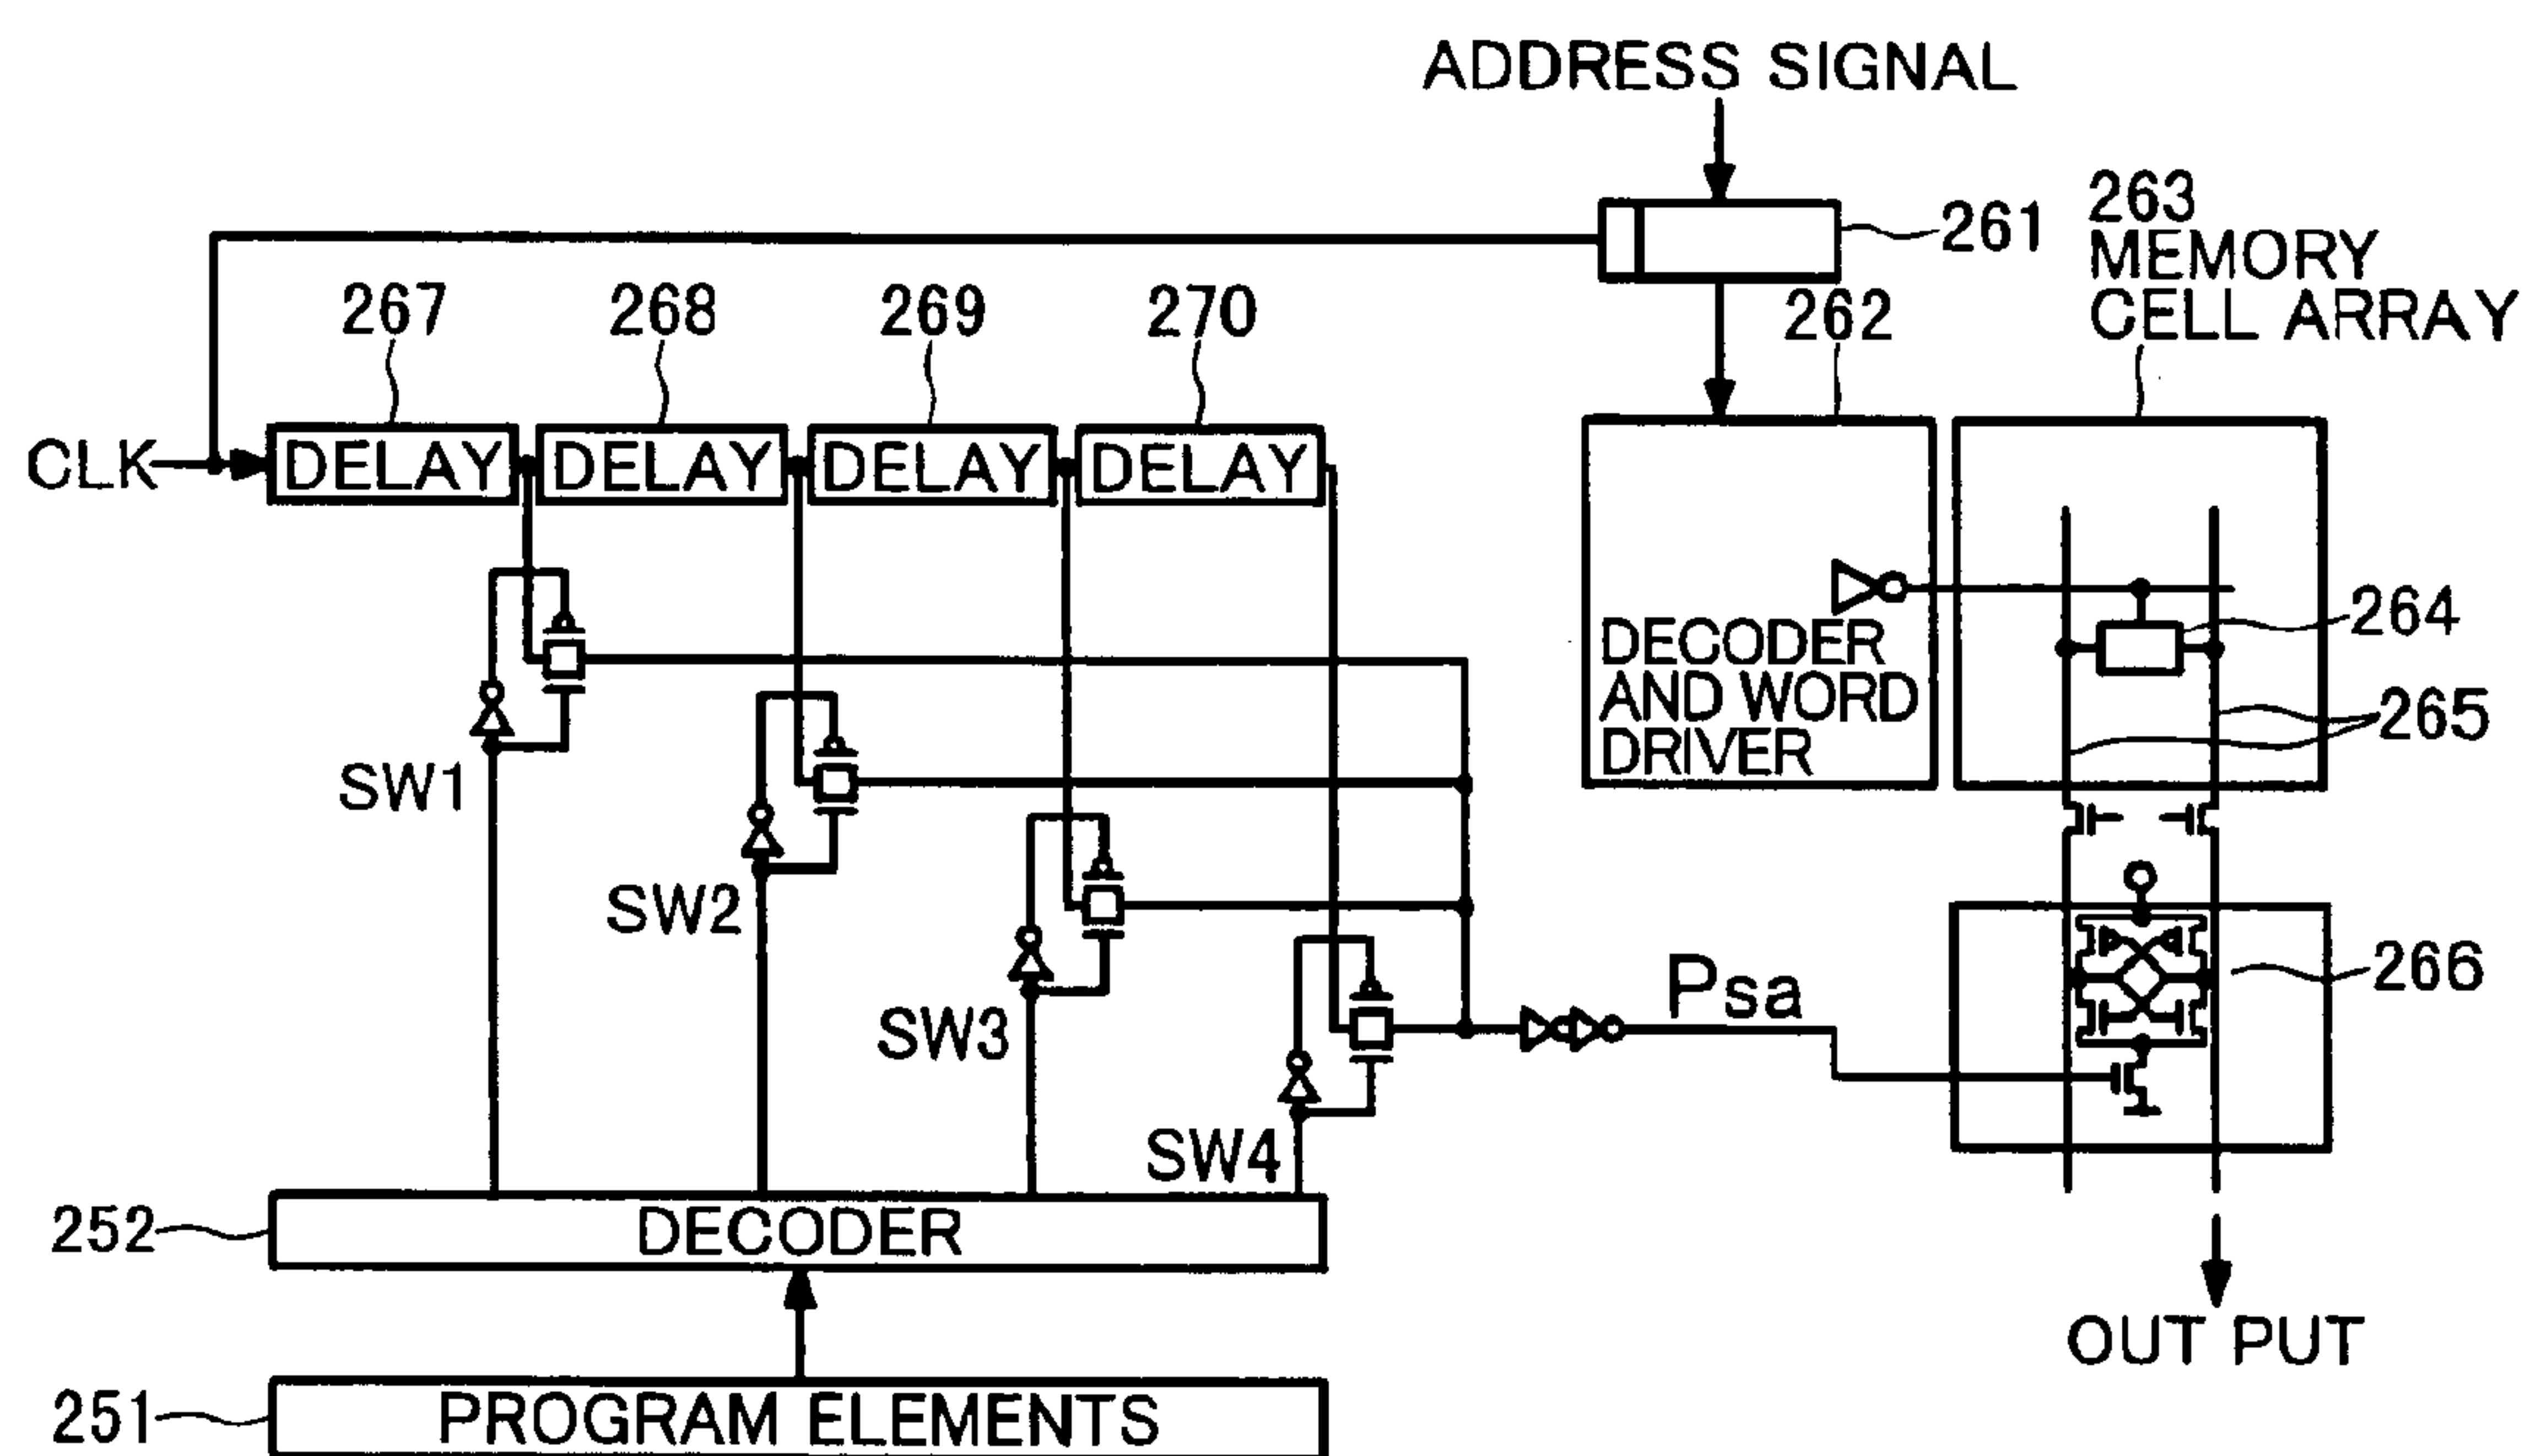 ADDRESS SIGNAL
263
MEMORY
CELL ARRAY
261
267
268
269
270
262
CLK
DELAY
DELAY
DELAY
DELAY
264
DECODER
AND WORD
DRIVER
265
SW1
SW2
SW3
Psa
266
SW4
252
DECODER
OUT PUT
251
PROGRAM ELEMENTS